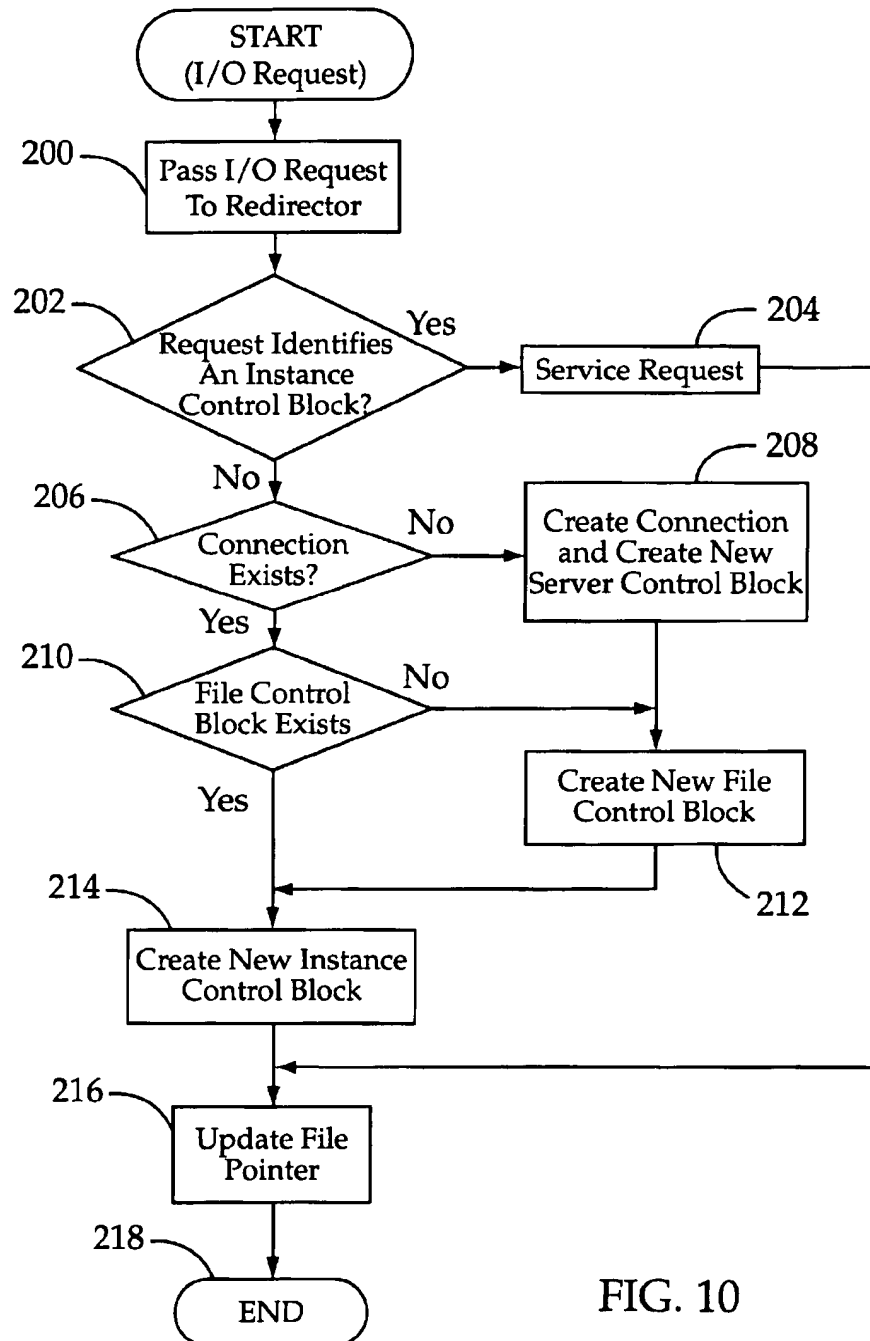 START
(I/O Request)
200
Pass I/O Request
To Redirector
202
Request Identifies
An Instance
Control Block?
Yes
204
Service Request
No
206
Connection
Exists?
No
208
Create Connection
and Create New
Server Control Block
Yes
210
File Control
Block Exists
No
Create New File
Control Block
212
Yes
214
Create New Instance
Control Block
216
Update File
Pointer
218
END
FIG. 10